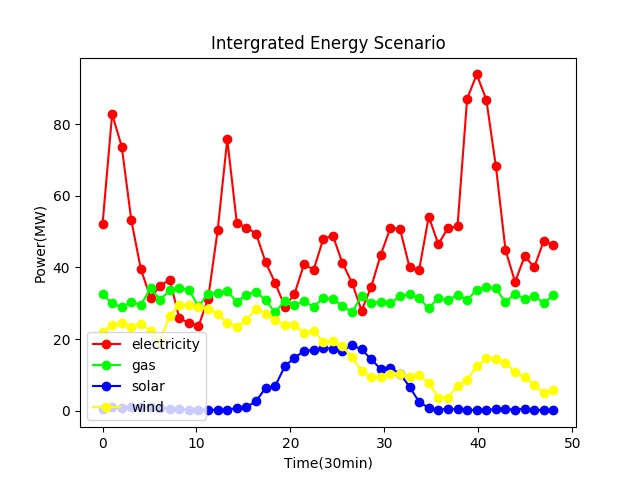 Intergrated Energy Scenario
Power(MW)
80
60
40
20
0
electricity
gas
solar
wind
0 10 20 30 40 50
Time(30min)